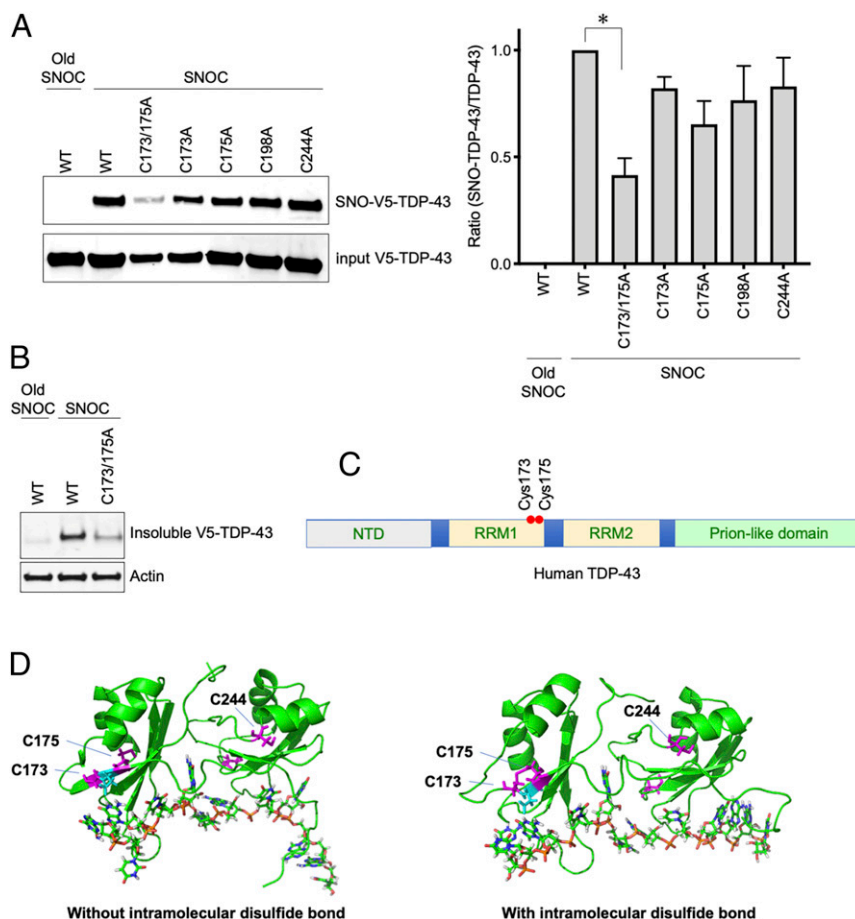 A
Old
SNOC
SNOC
WT
WT
C173/175A
C173A
C175A
C198A
C244A
SNO-V5-TDP-43
input V5-TDP-43
Ratio (SNO-TDP-43/TDP-43)
1.0
0.5
0.0
*
WT
WT
C173/175A
C173A
C175A
C198A
C244A
Old
SNOC
SNOC
B
Old
SNOC
SNOC
WT
WT
C173/175A
Insoluble V5-TDP-43
Actin
C
Cys173
Cys175
NTD
RRM1
RRM2
Prion-like domain
Human TDP-43
D
C175
C173
C244
Without intramolecular disulfide bond
C175
C173
C244
With intramolecular disulfide bond